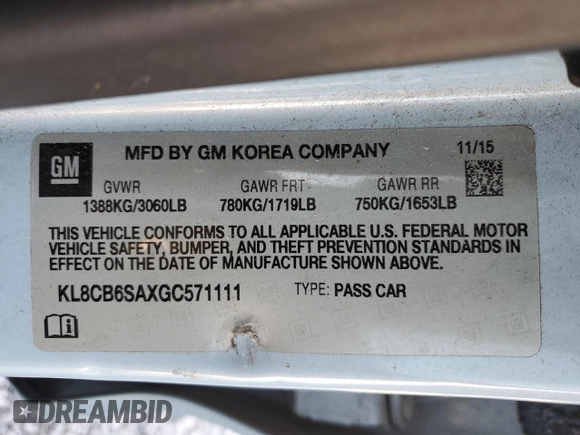 GM
MFD BY GM KOREA COMPANY 11/15
GVWR GAWR FRT GAWR RR
1388KG/3060LB 780KG/1719LB 750KG/1653LB
THIS VEHICLE CONFORMS TO ALL APPLICABLE U.S. FEDERAL MOTOR
VEHICLE SAFETY, BUMPER, AND THEFT PREVENTION STANDARDS IN
EFFECT ON THE DATE OF MANUFACTURE SHOWN ABOVE.
KL8CB6SAXGC571111 TYPE: PASS CAR
DREAMBID